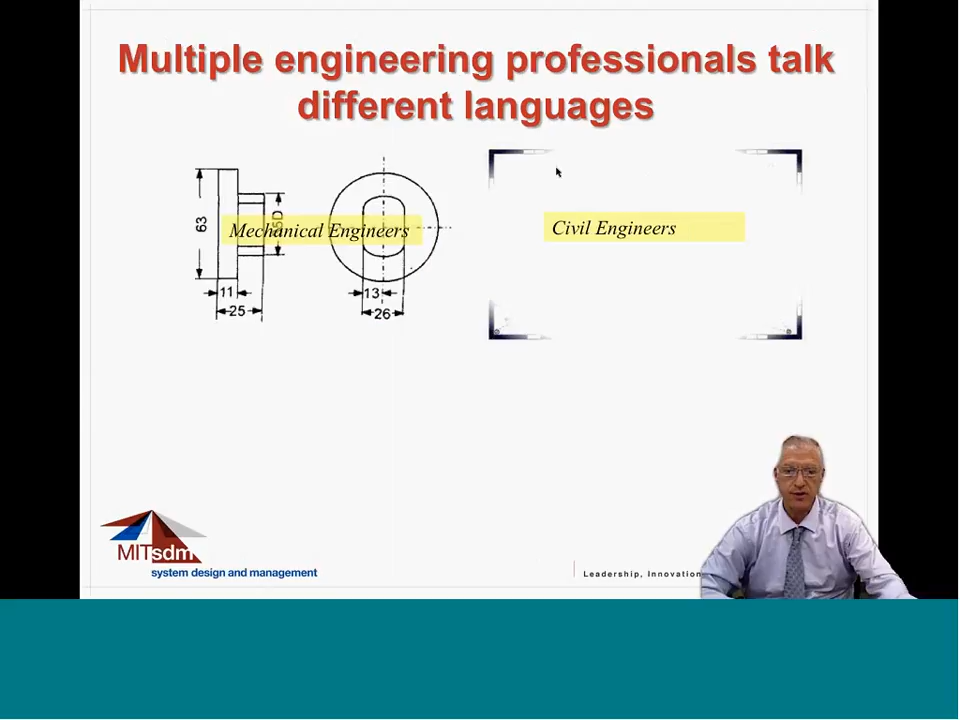 Multiple engineering professionals talk
different languages
63
Mechanical Engineers
11
25
13
26
Civil Engineers
MITsdm
system design and management
Leadership, Innovation